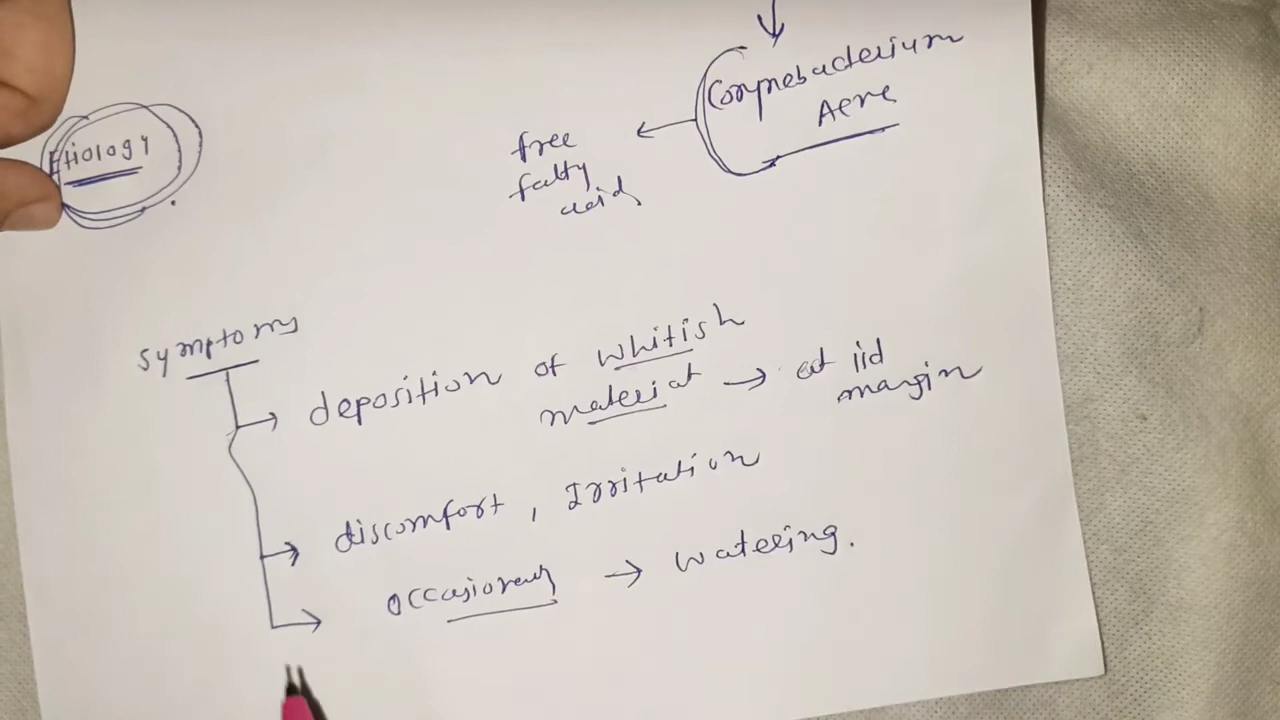 Corynebacterium
Acne
Etiology
free
fatty
acid
Symptoms
deposition of whitish
material → at lid
margin
discomfort, Irritation
occasional → watering.